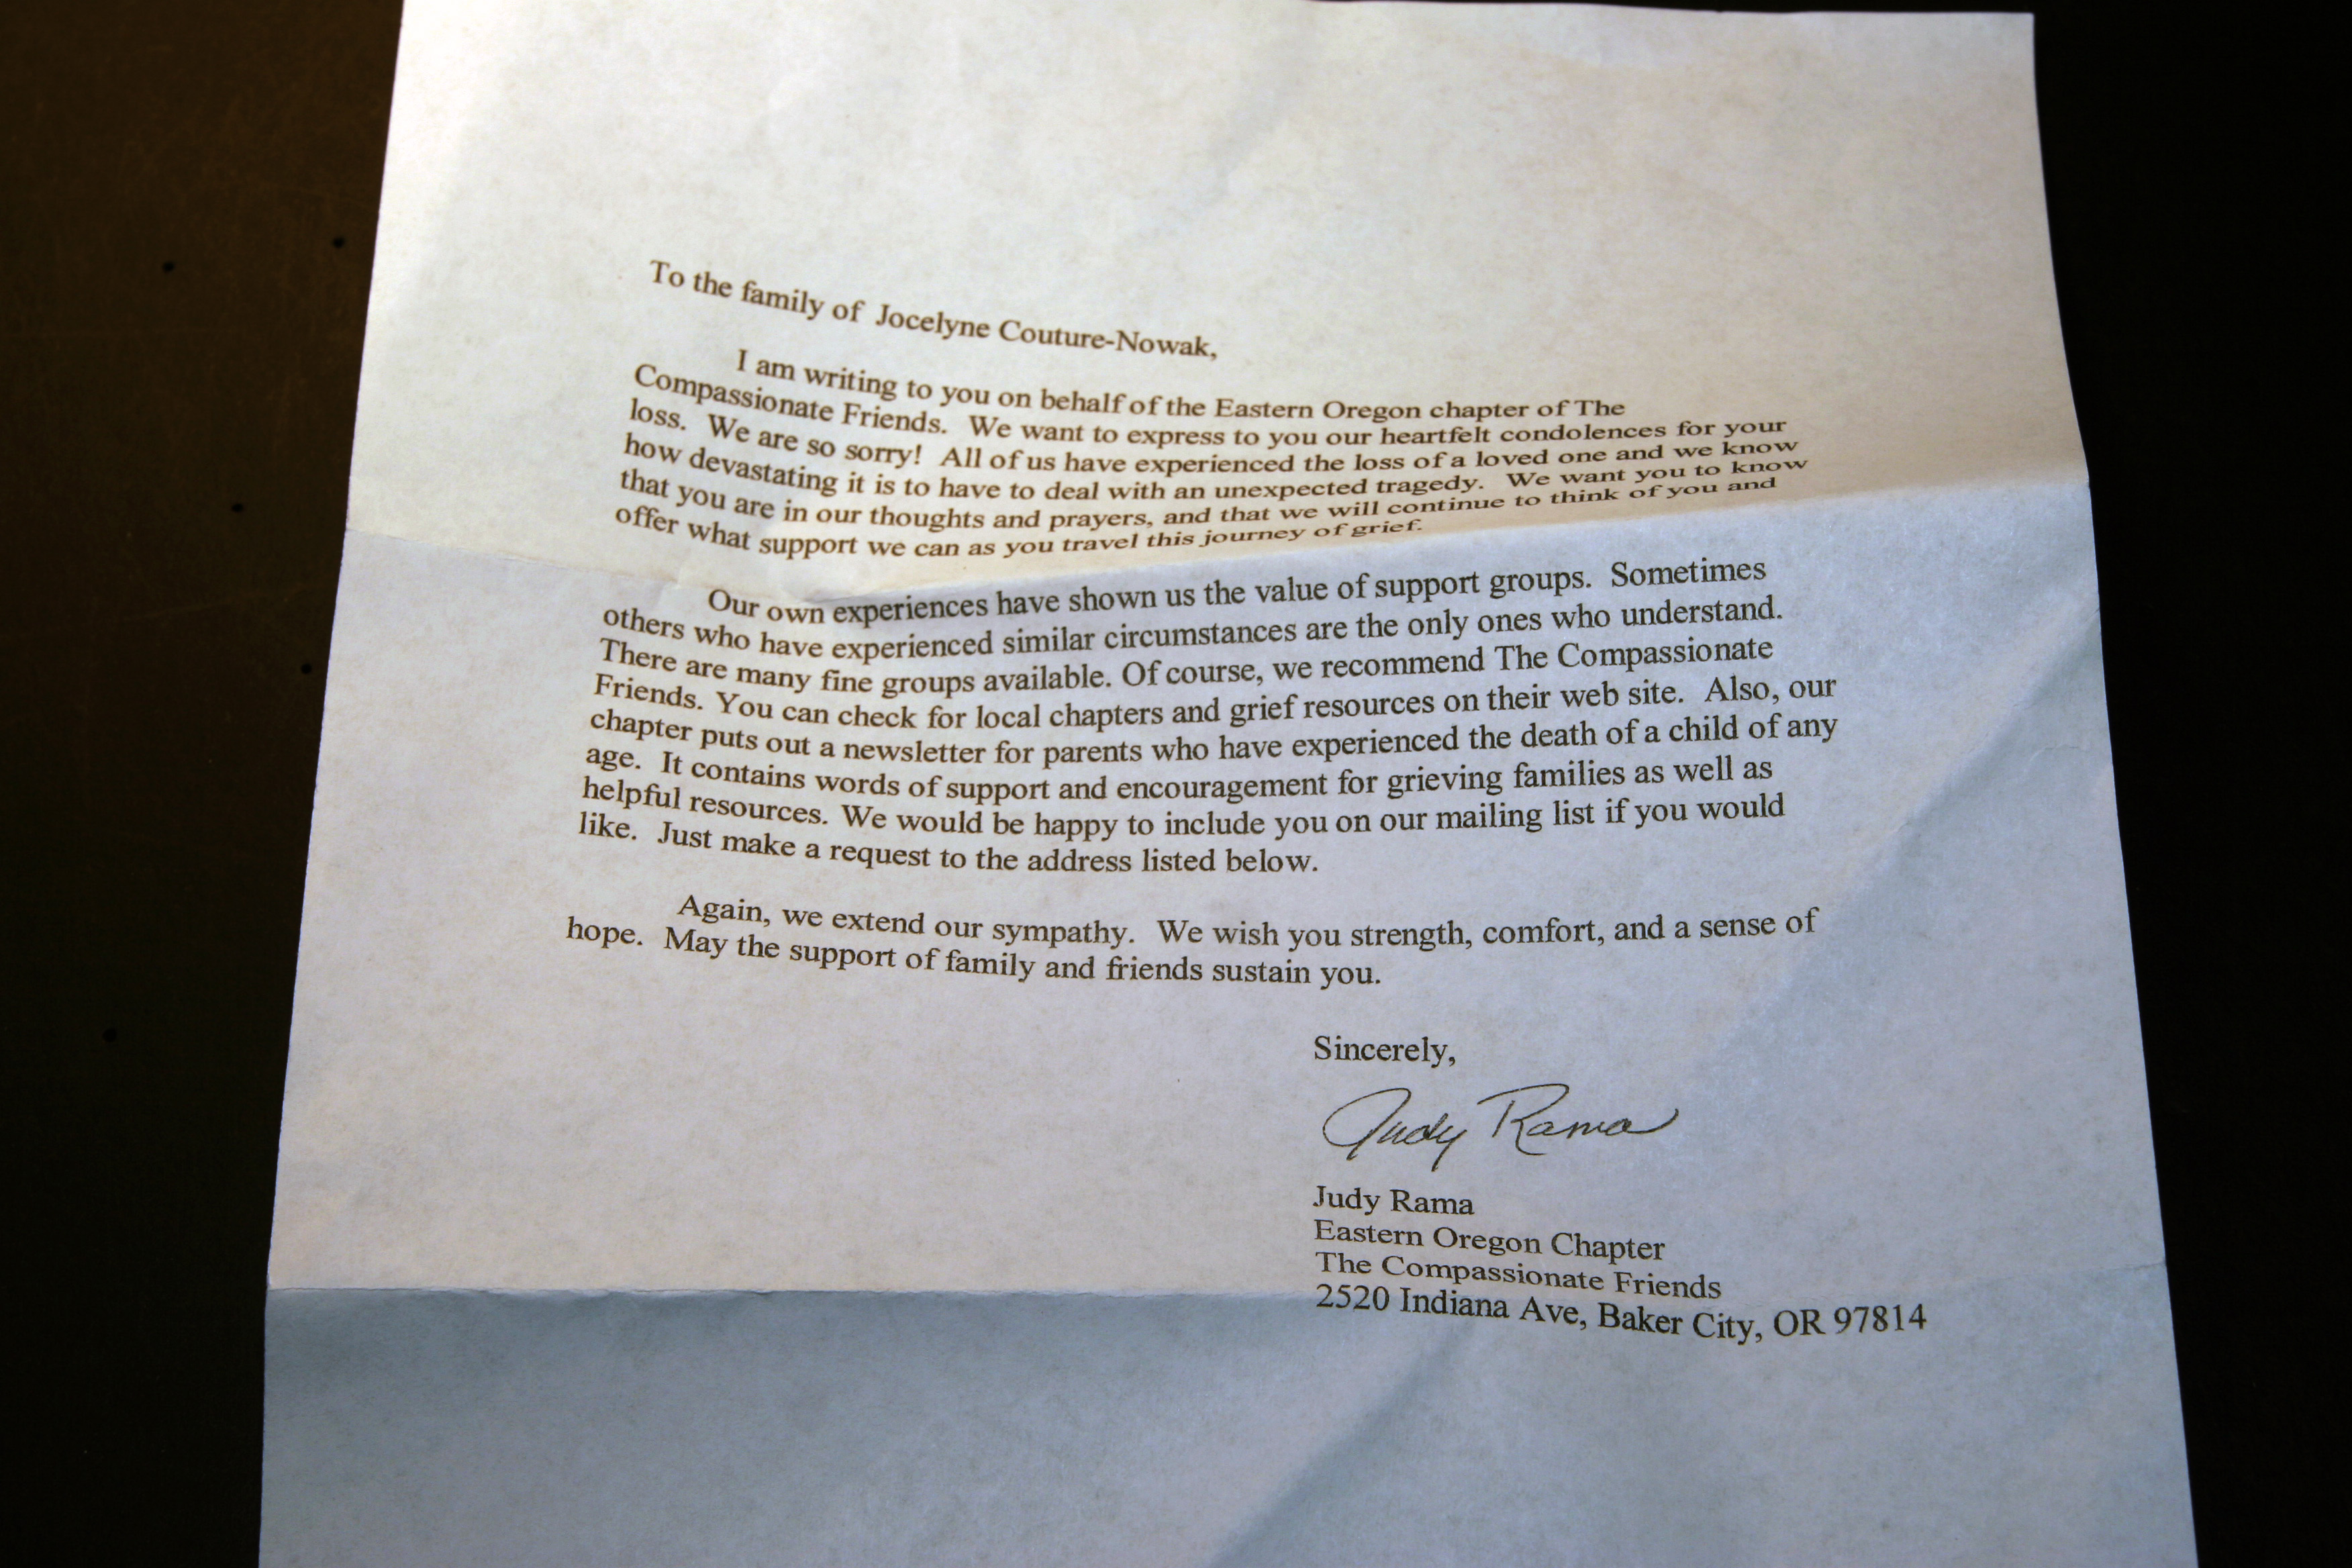 To the family of Jocelyne Couture-Nowak,
I am writing to you on behalf of the Eastern Oregon chapter of The
Compassionate Friends. We want to express to you our heartfelt condolences for your
loss. We are so sorry! All of us have experienced the loss of a loved one and we know
how devastating it is to have to deal with an unexpected tragedy. We want you to know
that you are in our thoughts and prayers, and that we will continue to think of you and
offer what support we can as you travel this journey of grief.
Our own experiences have shown us the value of support groups. Sometimes
others who have experienced similar circumstances are the only ones who understand.
There are many fine groups available. Of course, we recommend The Compassionate
Friends. You can check for local chapters and grief resources on their web site. Also, our
chapter puts out a newsletter for parents who have experienced the death of a child of any
age. It contains words of support and encouragement for grieving families as well as
helpful resources. We would be happy to include you on our mailing list if you would
like. Just make a request to the address listed below.
Again, we extend our sympathy. We wish you strength, comfort, and a sense of
hope. May the support of family and friends sustain you.
Sincerely,
Judy Rama
Judy Rama
Eastern Oregon Chapter
The Compassionate Friends
2520 Indiana Ave, Baker City, OR 97814